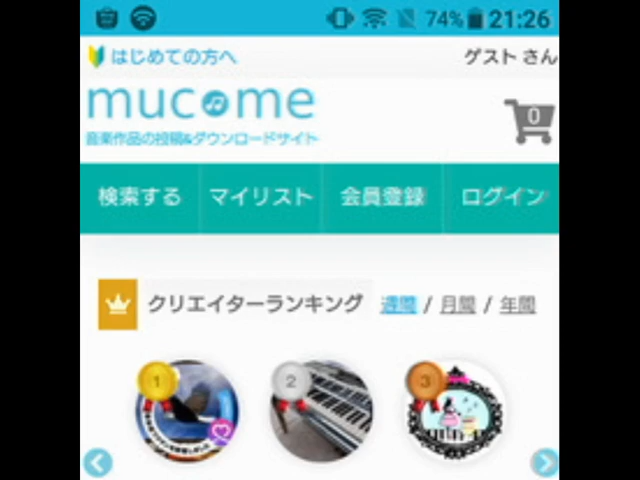 74% 21:26
はじめての方へ
ゲスト さん
mucome
音楽作品の投稿&ダウンロードサイト
0
検索する マイリスト 会員登録 ログイン
クリエイターランキング 週間 / 月間 / 年間
1 2 3